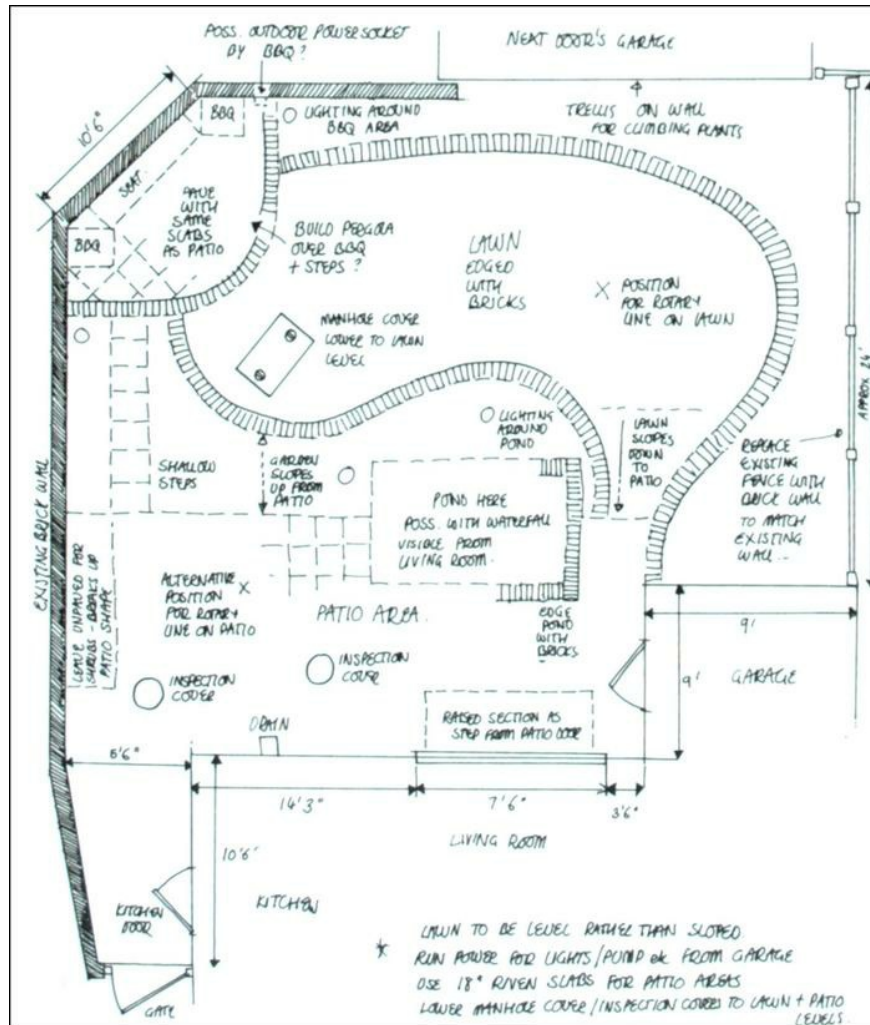 POSS. OUTDOOR POWER SOCKET
BY BBQ?
NEXT DOOR'S GARAGE
10'6"
BBQ
LIGHTING AROUND
BBQ AREA
TRELLIS ON WALL
FOR CLIMBING PLANTS
SEAT.
PAVE
WITH
SAME
SLABS
AS PATIO
BBQ
BUILD PERGOLA
OVER BBQ
+ STEPS?
LAWN
EDGED
WITH
BRICKS
POSITION
FOR ROTARY
LINE ON LAWN
MANHOLE COVER
LOWER TO LAWN
LEVEL
APPROX 24'
LIGHTING
AROUND
POND
LAWN
SLOPES
DOWN
TO
PATIO
REPLACE
EXISTING
FENCE WITH
BRICK WALL
TO MATCH
EXISTING
WALL...
SHALLOW
STEPS
GARDEN
SLOPES
UP FROM
PATIO
POND HERE
POSS. WITH WATERFALL
VISIBLE FROM
LIVING ROOM.
EXISTING BRICK WALL
LEAVE UNPAVED FOR
SHRUBS - BREAKS UP
PATIO SHAPE
ALTERNATIVE
POSITION
FOR ROTARY
LINE ON PATIO
PATIO AREA.
EDGE
POND
WITH
BRICKS
9'
9'
GARAGE
INSPECTION
COVER
INSPECTION
COVER
RAISED SECTION AS
STEP FROM PATIO DOOR
DRAIN
14'3"
7'6"
3'6"
10'6"
LIVING ROOM
KITCHEN
DOOR
KITCHEN
GATE
LAWN TO BE LEVEL RATHER THAN SLOPED.
* RUN POWER FOR LIGHTS/PUMP etc FROM GARAGE
USE 18" RIVEN SLABS FOR PATIO AREAS
LOWER MANHOLE COVER/INSPECTION COVERS TO LAWN + PATIO
LEVELS.